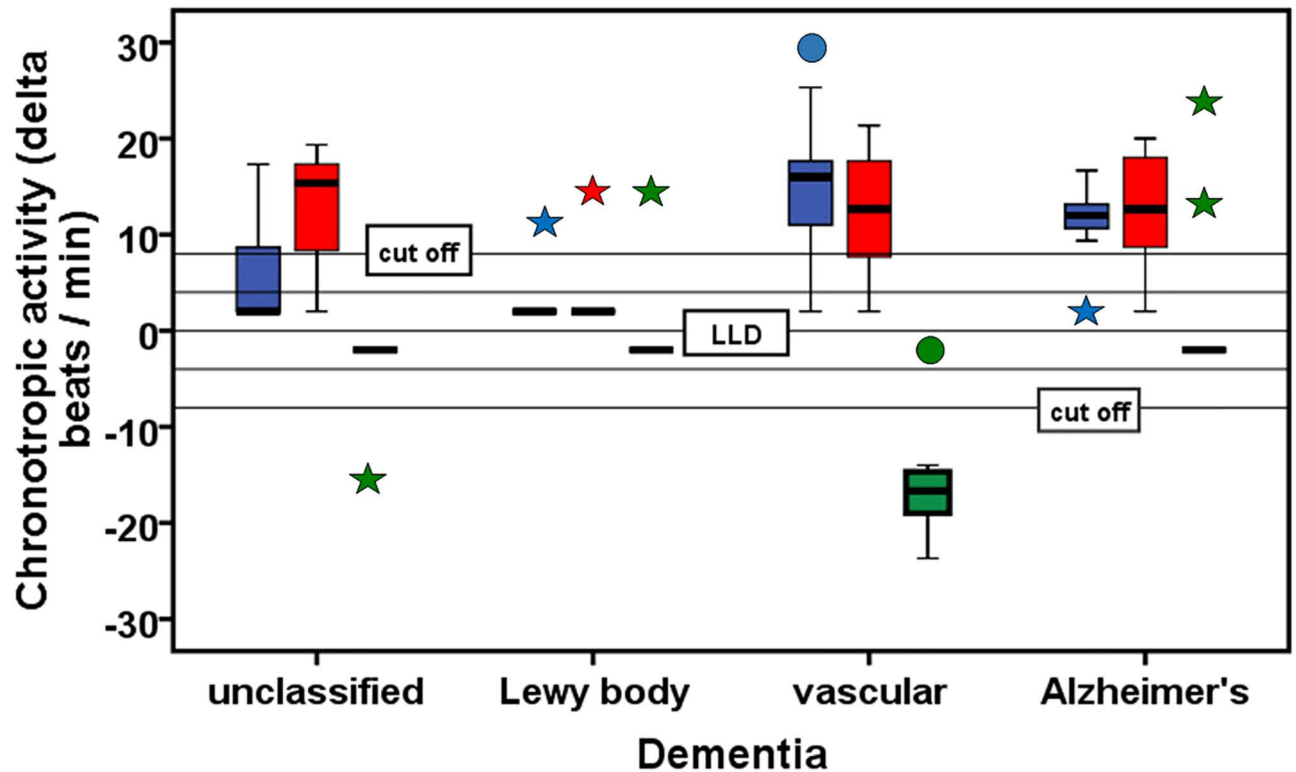 Chronotropic activity (delta
beats / min)
30
20
10
0
-10
-20
-30
cut off
LLD
cut off
unclassified
Lewy body
vascular
Alzheimer's
Dementia